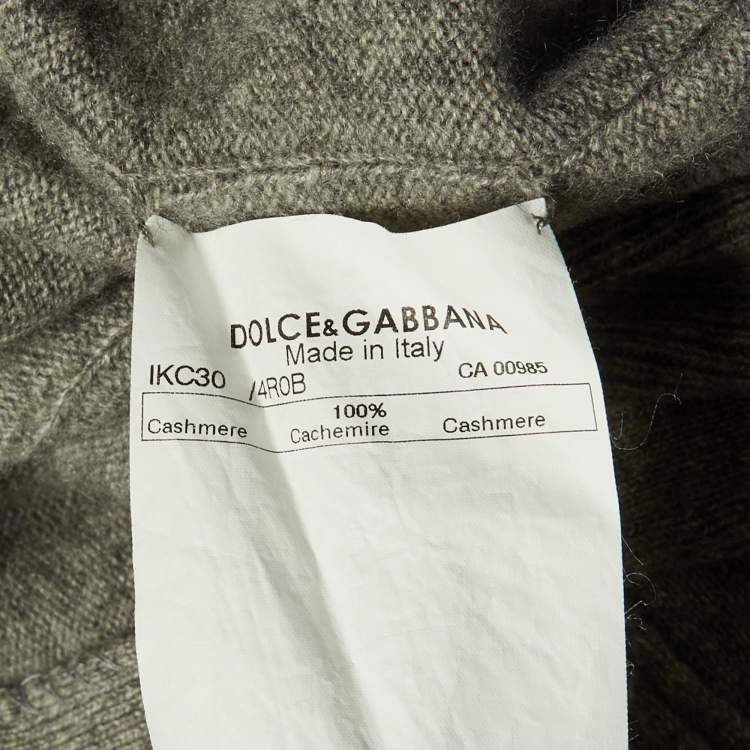 DOLCE&GABBANA
Made in Italy
IKC30 /4R0B CA 00985
100%
Cashmere Cachemire Cashmere